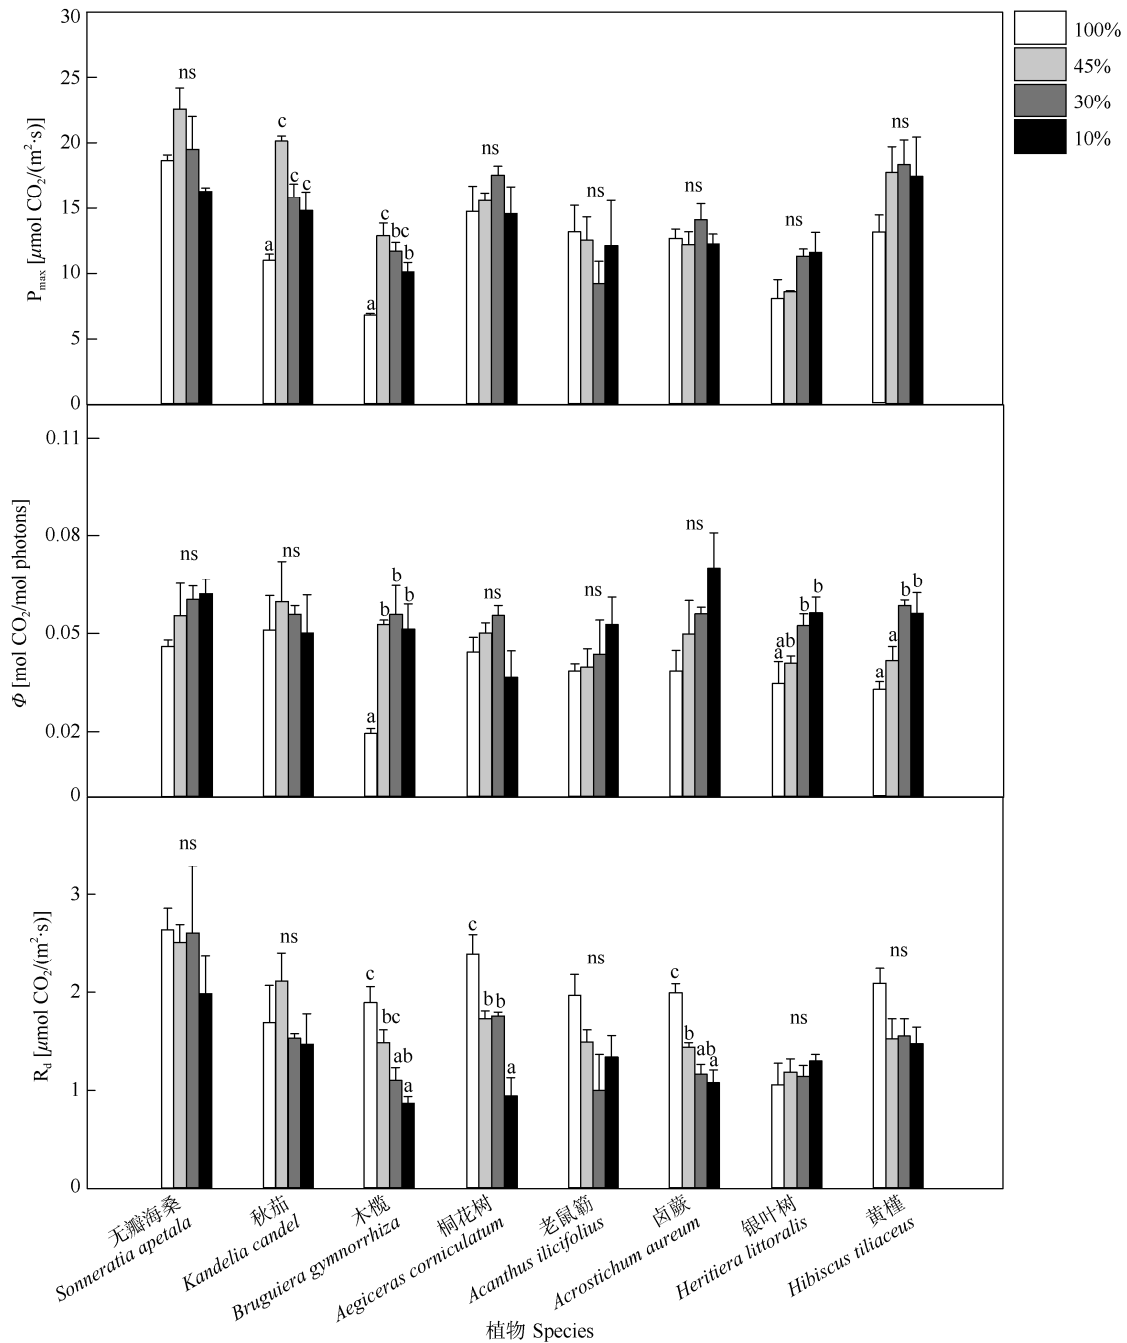 100%
45%
30%
10%
30
25
20
15
10
5
0
Pmax [μmol CO2/(m2·s)]
ns
a c c c
a c bc b
ns
ns
ns
ns
ns
0.11
0.08
0.05
0.02
0
Φ [mol CO2/mol photons]
ns
ns
a b b b
ns
ns
ns
a ab b b
a a b b
3
2
1
0
Rd [μmol CO2/(m2·s)]
ns
ns
c bc ab a
c b b a
ns
c b ab a
ns
ns
无瓣海桑
Sonneratia apetala
秋茄
Kandelia candel
木榄
Bruguiera gymnorrhiza
桐花树
Aegiceras corniculatum
老鼠簕
Acanthus ilicifolius
卤蕨
Acrostichum aureum
银叶树
Heritiera littoralis
黄槿
Hibiscus tiliaceus
植物 Species